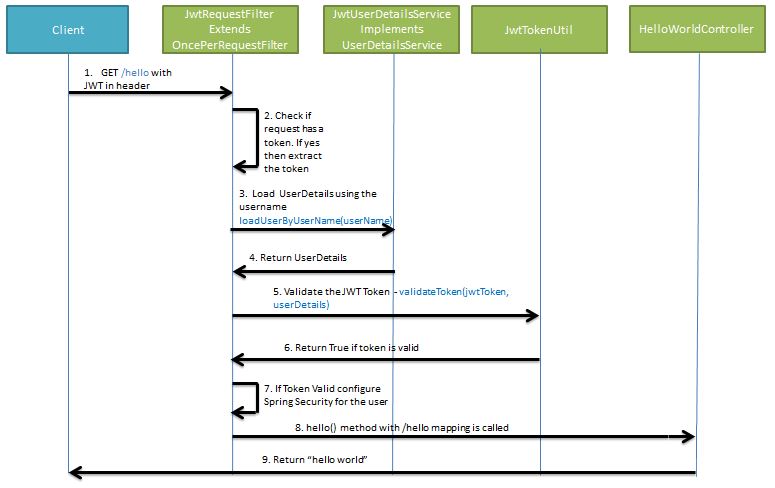 Client
JwtRequestFilter
Extends
OncePerRequestFilter
JwtUserDetailsService
Implements
UserDetailsService
JwtTokenUtil
HelloWorldController
1. GET /hello with
JWT in header
2. Check if
request has a
token. If yes
then extract
the token
3. Load UserDetails using the
username
loadUserByUserName(userName)
4. Return UserDetails
5. Validate the JWT Token - validateToken(jwtToken,
userDetails)
6. Return True if token is valid
7. If Token Valid configure
Spring Security for the user
8. hello() method with /hello mapping is called
9. Return “hello world”